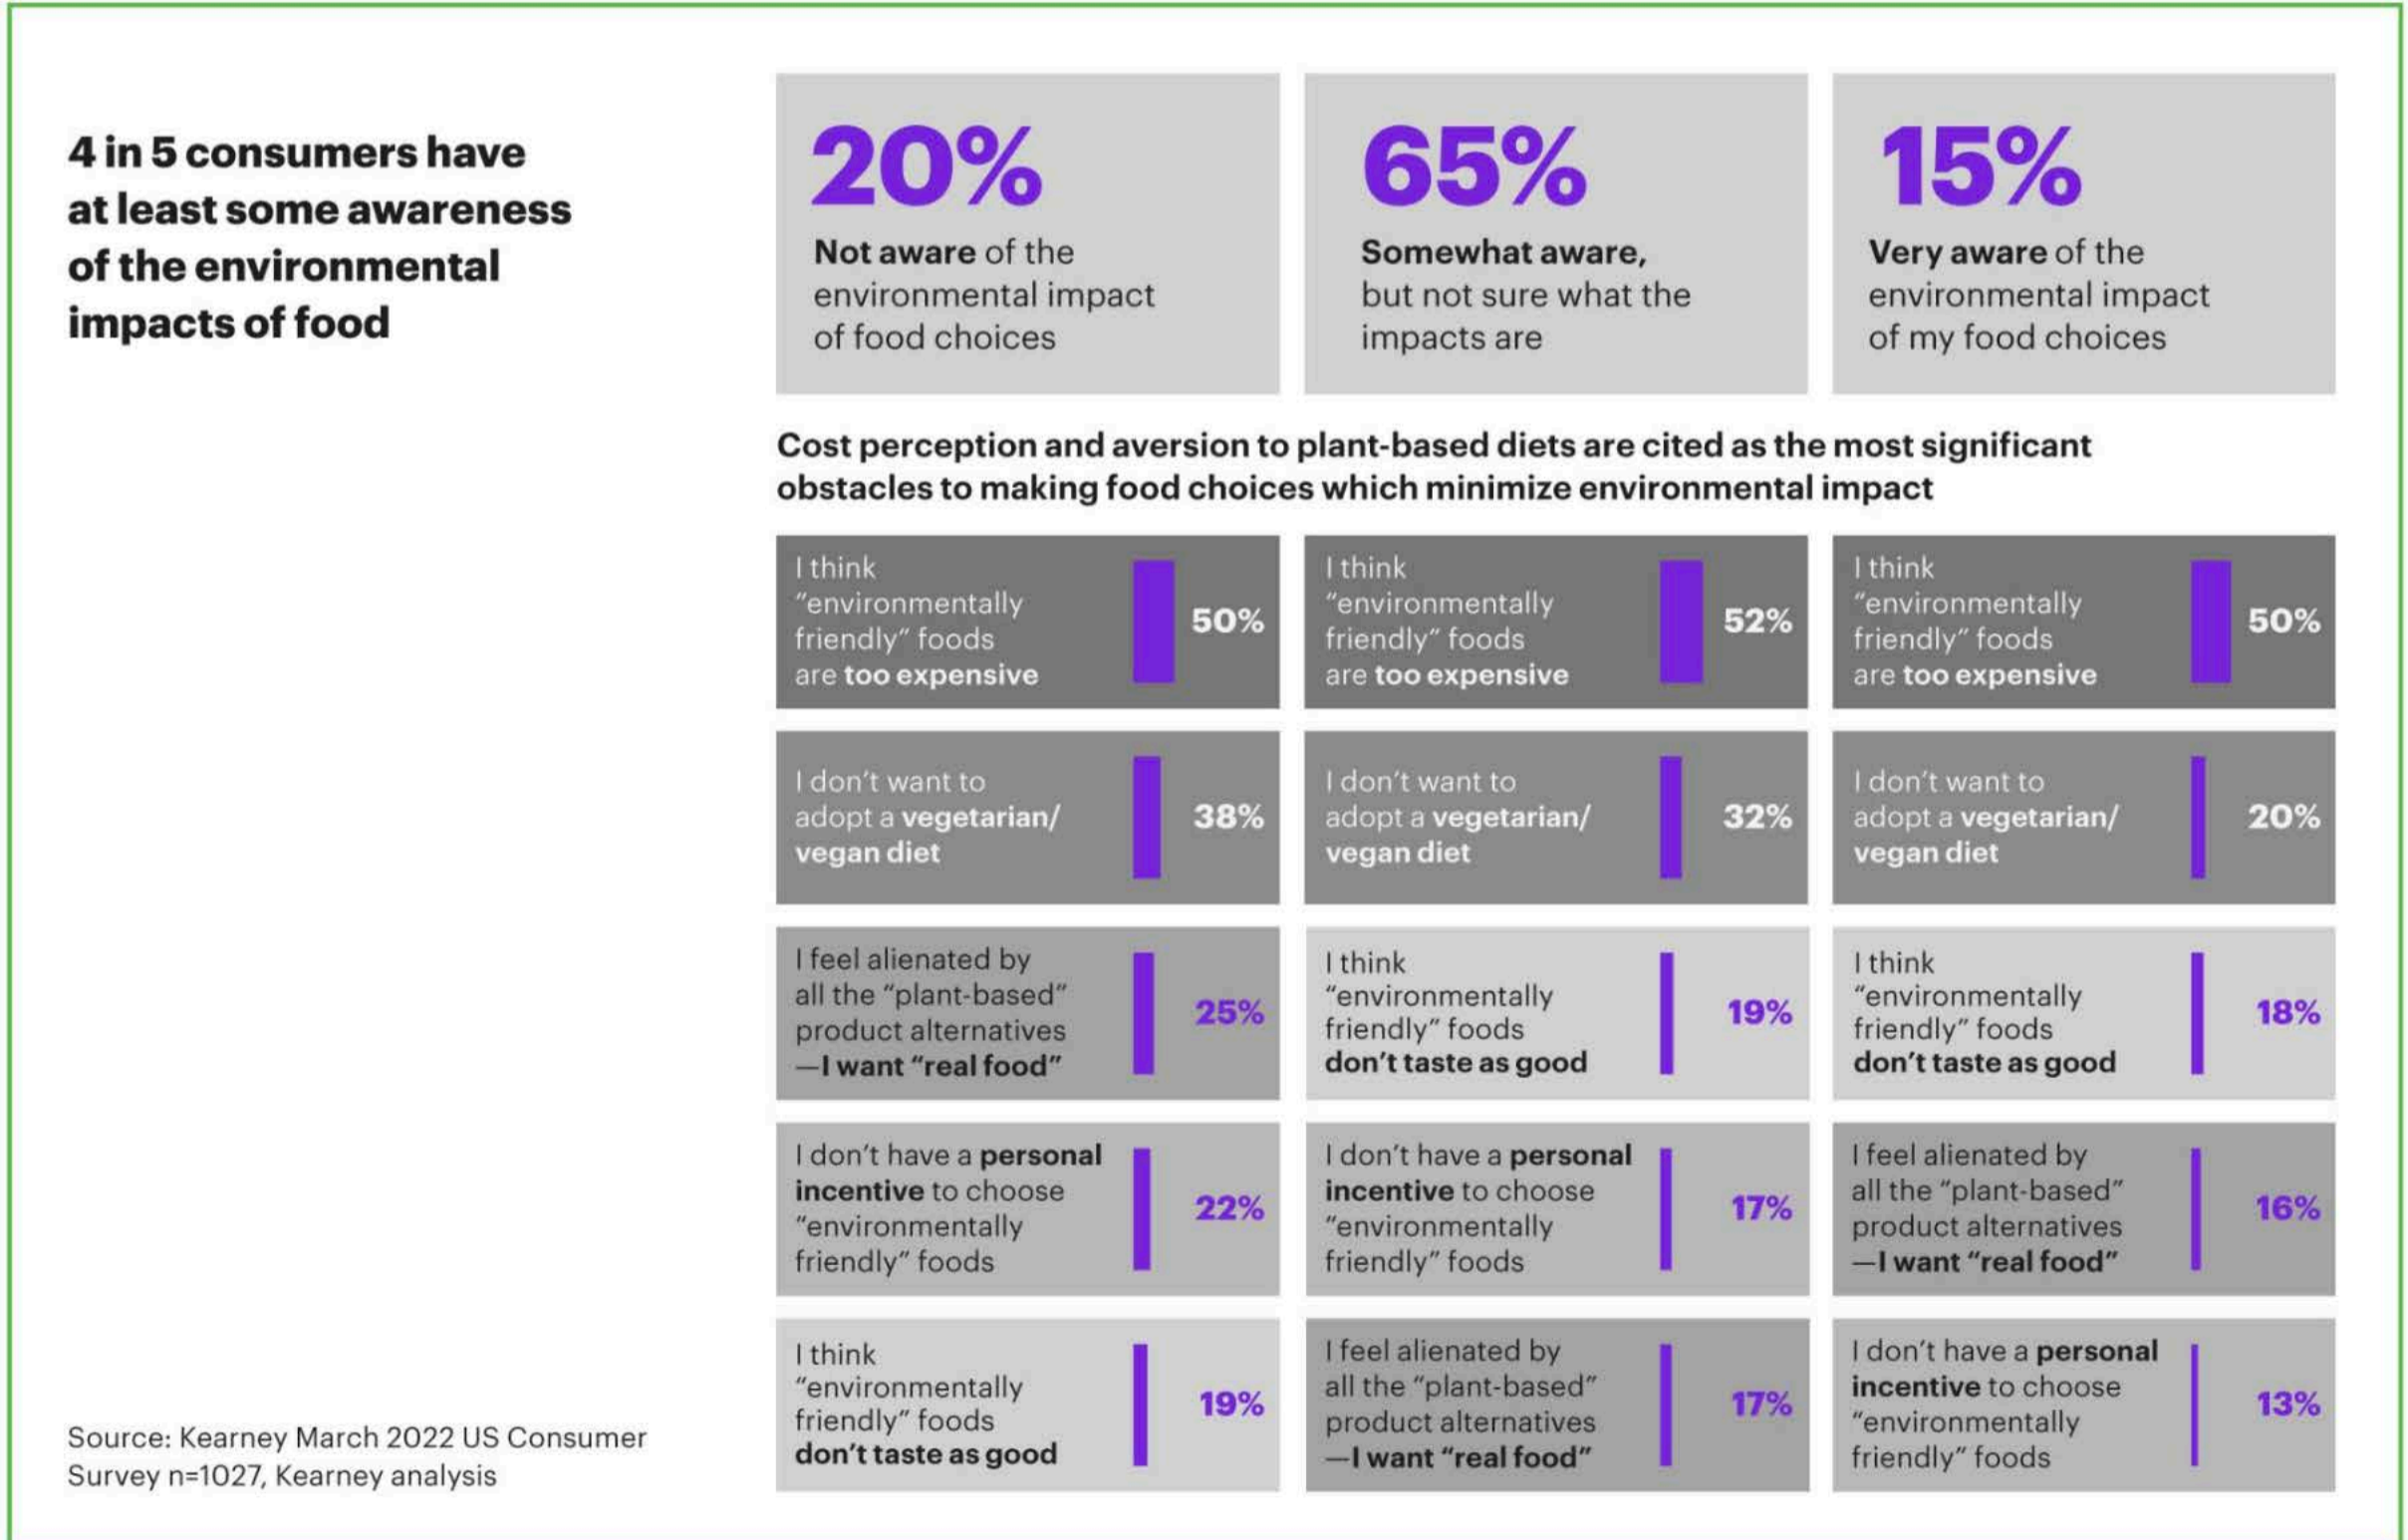 4 in 5 consumers have
at least some awareness
of the environmental
impacts of food
20%
Not aware of the
environmental impact
of food choices
65%
Somewhat aware,
but not sure what the
impacts are
15%
Very aware of the
environmental impact
of my food choices
Cost perception and aversion to plant-based diets are cited as the most significant
obstacles to making food choices which minimize environmental impact
I think
"environmentally
friendly" foods
are too expensive
50%
I think
"environmentally
friendly" foods
are too expensive
52%
I think
"environmentally
friendly" foods
are too expensive
50%
I don't want to
adopt a vegetarian/
vegan diet
38%
I don't want to
adopt a vegetarian/
vegan diet
32%
I don't want to
adopt a vegetarian/
vegan diet
20%
I feel alienated by
all the "plant-based"
product alternatives
—I want "real food"
25%
I think
"environmentally
friendly" foods
don't taste as good
19%
I think
"environmentally
friendly" foods
don't taste as good
18%
I don't have a personal
incentive to choose
"environmentally
friendly" foods
22%
I don't have a personal
incentive to choose
"environmentally
friendly" foods
17%
I feel alienated by
all the "plant-based"
product alternatives
—I want "real food"
16%
I think
"environmentally
friendly" foods
don't taste as good
19%
I feel alienated by
all the "plant-based"
product alternatives
—I want "real food"
17%
I don't have a personal
incentive to choose
"environmentally
friendly" foods
13%
Source: Kearney March 2022 US Consumer
Survey n=1027, Kearney analysis